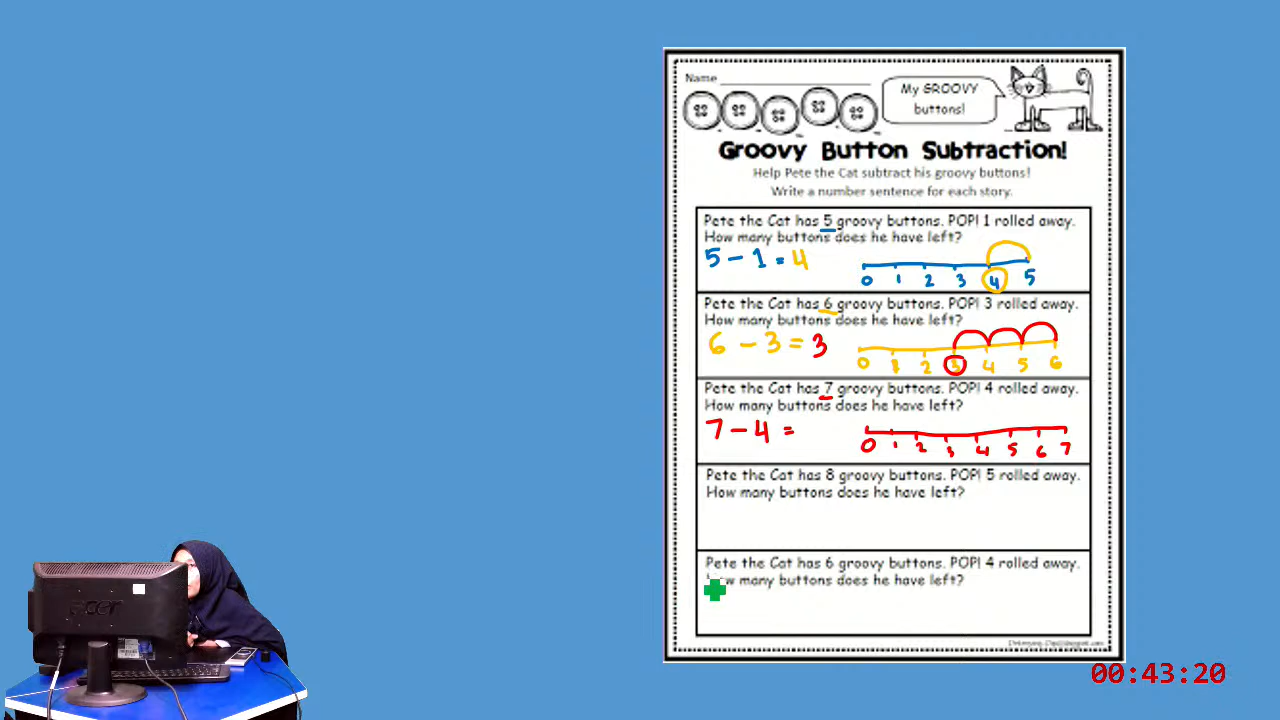 Name
My GROOVY
buttons!
Groovy Button Subtraction!
Help Pete the Cat subtract his groovy buttons!
Write a number sentence for each story.
Pete the Cat has 5 groovy buttons. POP! 1 rolled away.
How many buttons does he have left?
5 - 1 = 4
0 1 2 3 4 5
Pete the Cat has 6 groovy buttons. POP! 3 rolled away.
How many buttons does he have left?
6 - 3 = 3
0 1 2 3 4 5 6
Pete the Cat has 7 groovy buttons. POP! 4 rolled away.
How many buttons does he have left?
7 - 4 =
0 1 2 3 4 5 6 7
Pete the Cat has 8 groovy buttons. POP! 5 rolled away.
How many buttons does he have left?
Pete the Cat has 6 groovy buttons. POP! 4 rolled away.
How many buttons does he have left?
acer
00:43:20